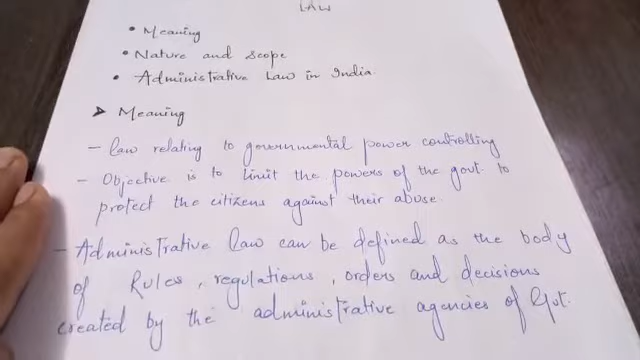 LAW
• Meaning
• Nature and scope
• Administrative Law in India
➤ Meaning
- Law relating to governmental power controlling
- Objective is to limit the powers of the govt. to
protect the citizens against their abuse.
- Administrative law can be defined as the body
of Rules, regulations, orders and decisions
created by the administrative agencies of Govt.